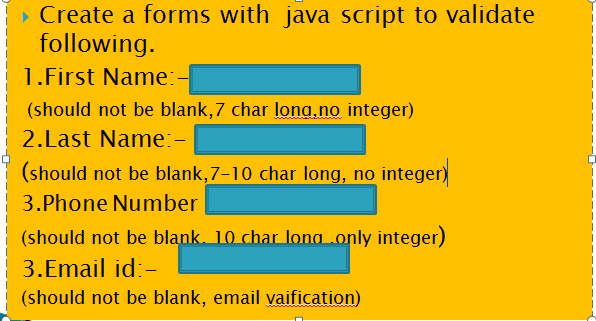 Create a forms with java script to validate
following.
1.First Name:-
(should not be blank,7 char long,no integer)
2.Last Name:-
(should not be blank,7-10 char long, no integer)
3.Phone Number
(should not be blank, 10 char long ,only integer)
3.Email id:-
(should not be blank, email vaification)